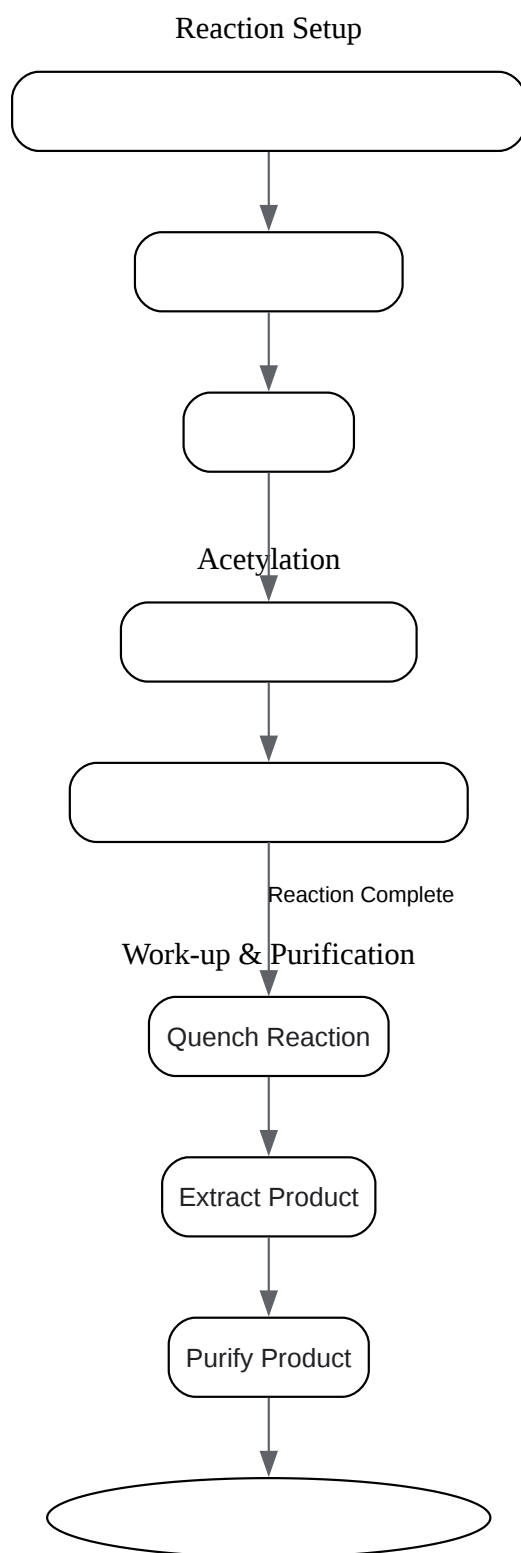 Reaction Setup
Acetylation
Reaction Complete
Work-up & Purification
Quench Reaction
Extract Product
Purify Product